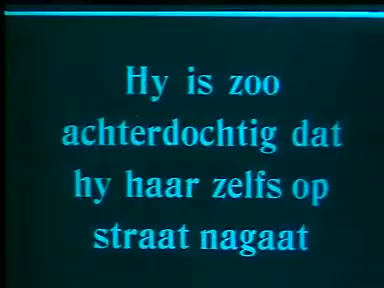 Hy is zoo
achterdochtig dat
hy haar zelfs op
straat nagaat